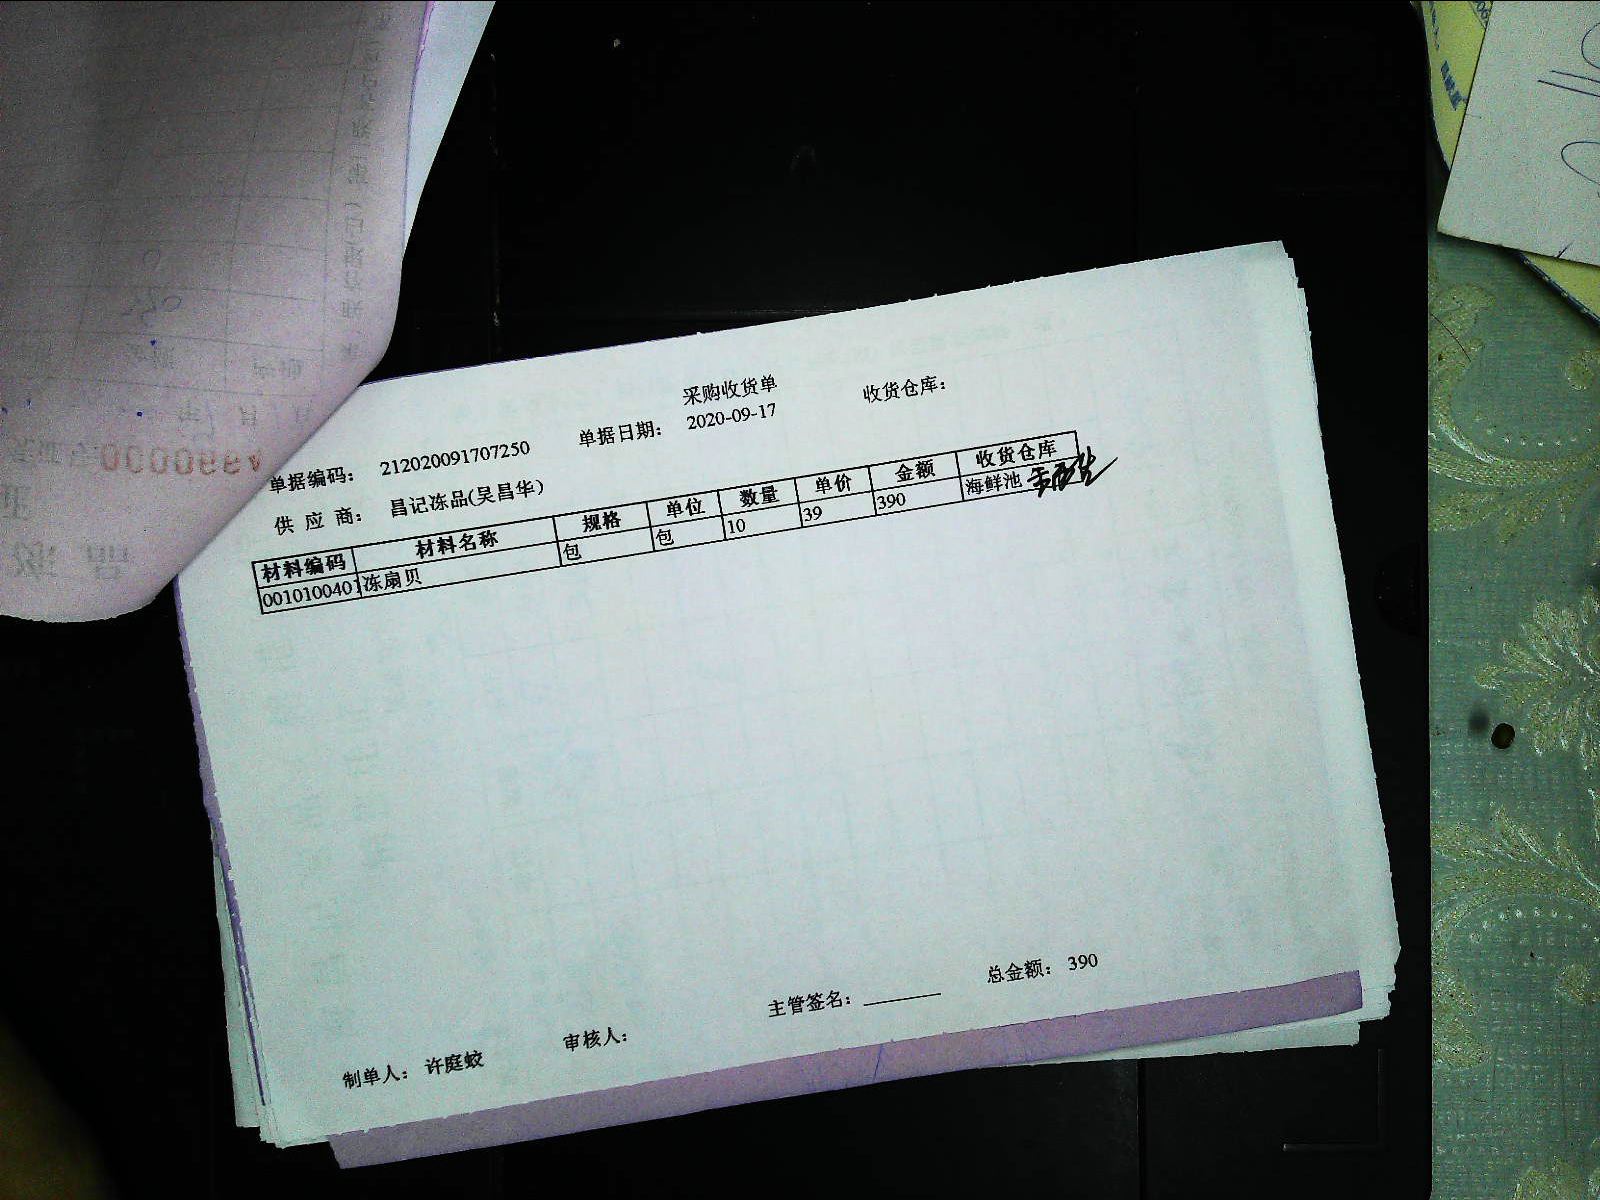 采购收货单
单据编码： 212020091707250 单据日期： 2020-09-17 收货仓库：
供 应 商： 昌记冻品(吴昌华)
材料编码 材料名称 规格 单位 数量 单价 金额 收货仓库
001010040 冻扇贝 包 包 10 39 390 海鲜池
主管签名： 总金额： 390
制单人： 许庭蛟 审核人：